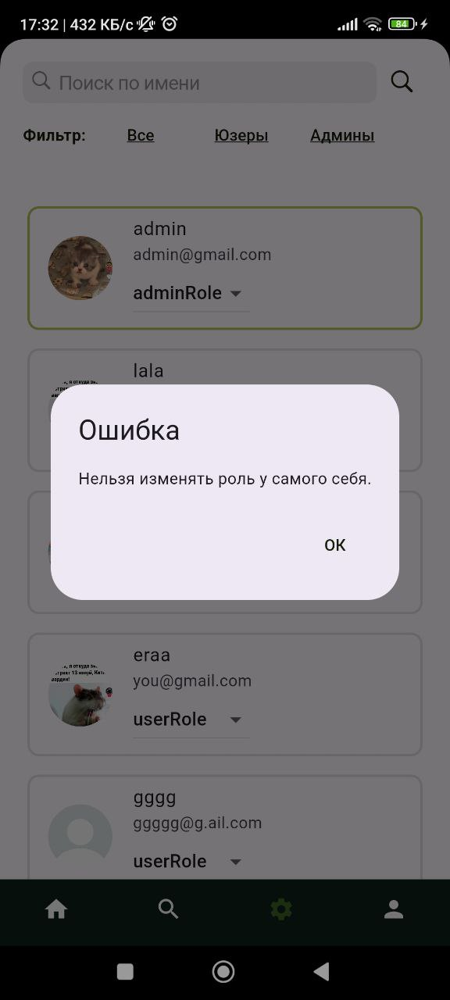 17:32 | 432 КБ/с
84
Поиск по имени
Фильтр: Все Юзеры Админы
admin
admin@gmail.com
adminRole
lala
Ошибка
Нельзя изменять роль у самого себя.
ОК
eraa
you@gmail.com
userRole
gggg
ggggg@g.ail.com
userRole